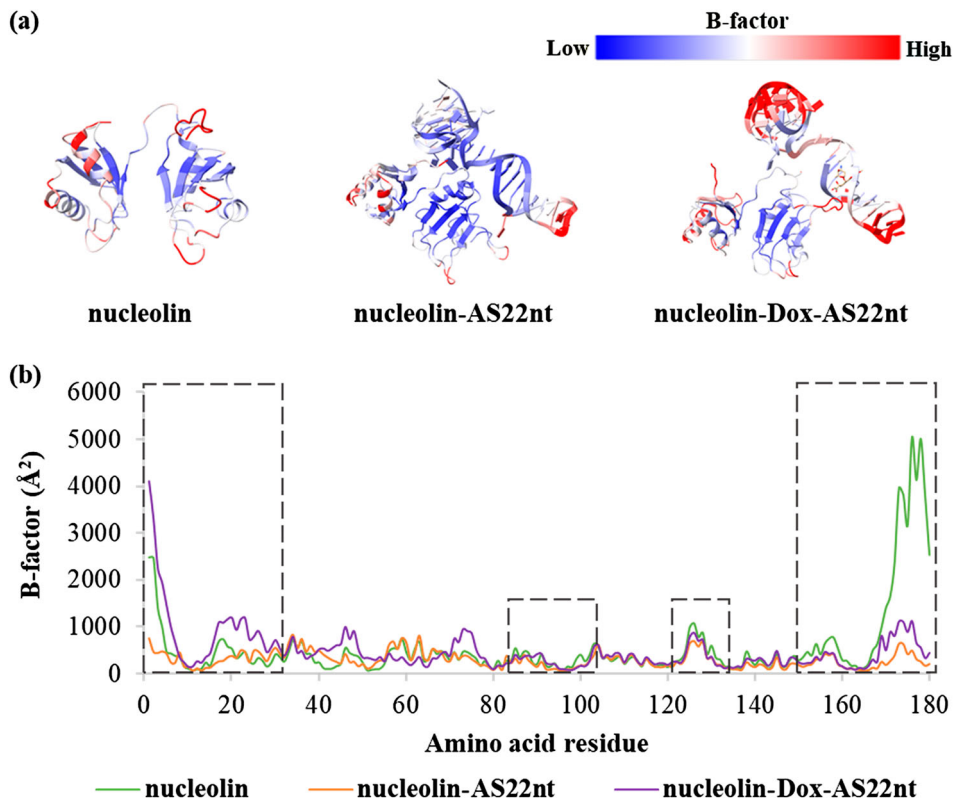 (a)
B-factor
Low High
nucleolin nucleolin-AS22nt nucleolin-Dox-AS22nt
(b)
B-factor (Å²)
6000
5000
4000
3000
2000
1000
0
0 20 40 60 80 100 120 140 160 180
Amino acid residue
nucleolin nucleolin-AS22nt nucleolin-Dox-AS22nt